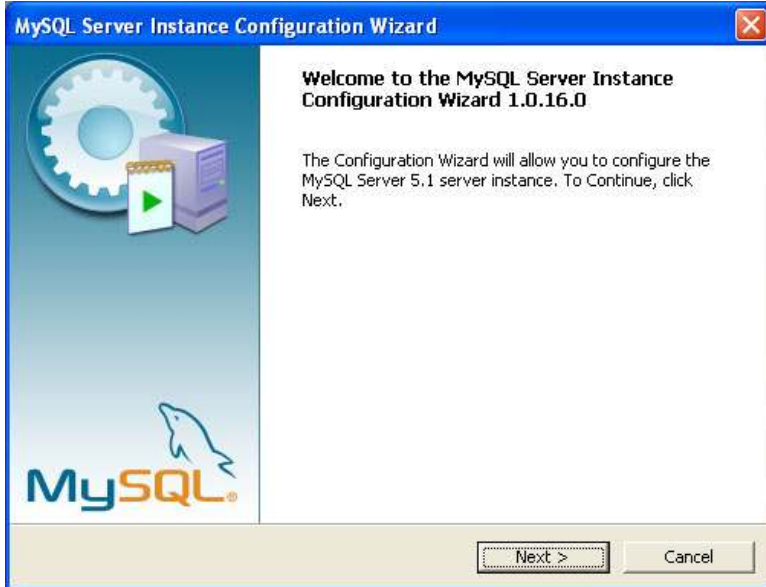 MySQL Server Instance Configuration Wizard
Welcome to the MySQL Server Instance
Configuration Wizard 1.0.16.0
The Configuration Wizard will allow you to configure the
MySQL Server 5.1 server instance. To Continue, click
Next.
MySQL®
Next >
Cancel